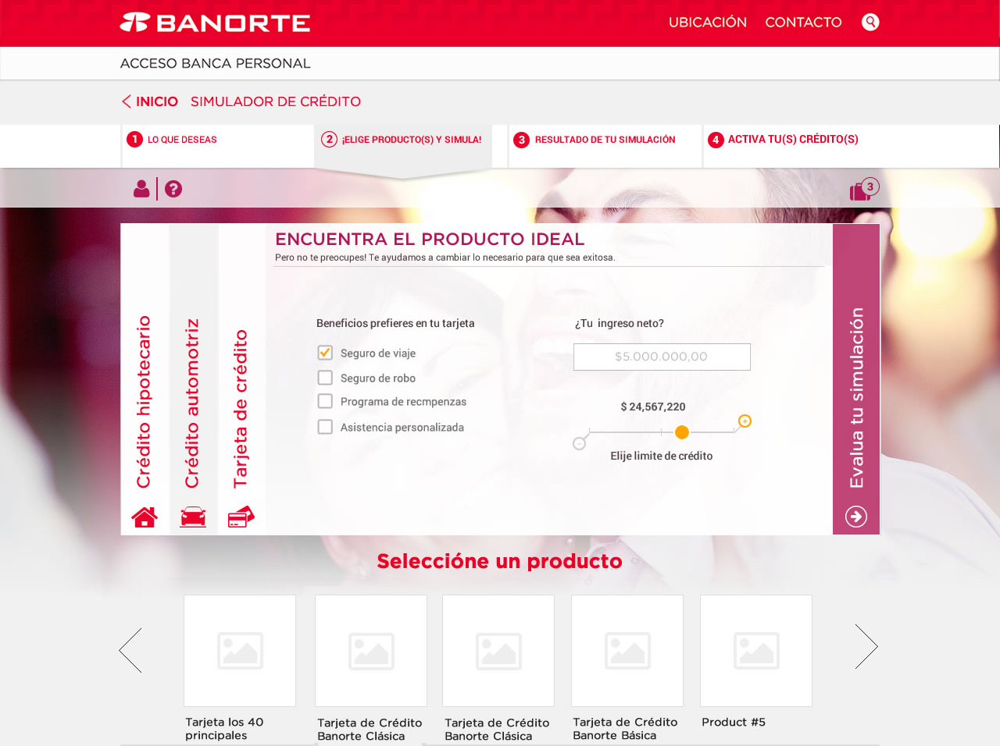 BANORTE
UBICACIÓN
CONTACTO
ACCESO BANCA PERSONAL
INICIO
SIMULADOR DE CRÉDITO
1 LO QUE DESEAS
2 ¡ELIGE PRODUCTO(S) Y SIMULA!
3 RESULTADO DE TU SIMULACIÓN
4 ACTIVA TU(S) CRÉDITO(S)
?
3
Crédito hipotecario
Crédito automotriz
Tarjeta de crédito
ENCUENTRA EL PRODUCTO IDEAL
Pero no te preocupes! Te ayudamos a cambiar lo necesario para que sea exitosa.
Beneficios prefieres en tu tarjeta
Seguro de viaje
Seguro de robo
Programa de recmpenzas
Asistencia personalizada
¿Tu ingreso neto?
$5.000.000,00
$ 24,567,220
Elije limite de crédito
Evalua tu simulación
Seleccióne un producto
Tarjeta los 40
principales
Tarjeta de Crédito
Banorte Clásica
Tarjeta de Crédito
Banorte Clásica
Tarjeta de Crédito
Banorte Básica
Product #5